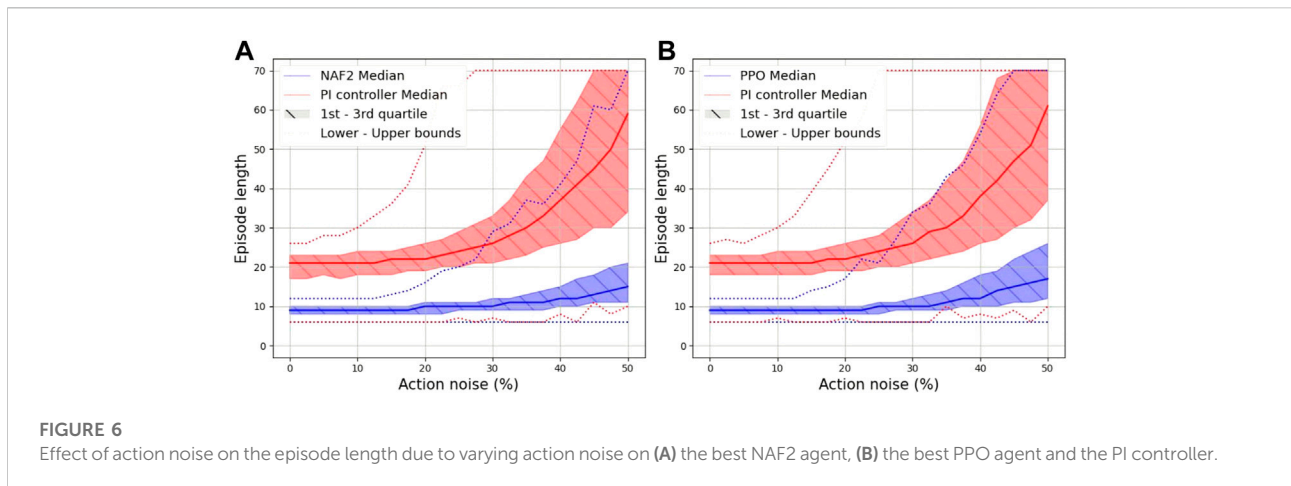 A
NAF2 Median
PI controller Median
1st - 3rd quartile
Lower - Upper bounds
70
60
50
40
30
20
10
0
Episode length
0 10 20 30 40 50
Action noise (%)
B
PPO Median
PI controller Median
1st - 3rd quartile
Lower - Upper bounds
70
60
50
40
30
20
10
0
Episode length
0 10 20 30 40 50
Action noise (%)
FIGURE 6
Effect of action noise on the episode length due to varying action noise on (A) the best NAF2 agent, (B) the best PPO agent and the PI controller.